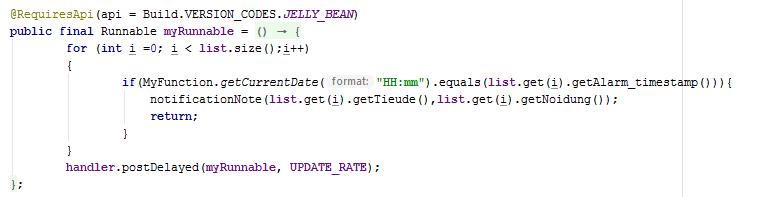 @RequiresApi(api = Build.VERSION_CODES.JELLY_BEAN)
public final Runnable myRunnable = () → {
for (int i =0; i < list.size();i++)
{
if(MyFunction.getCurrentDate( format: "HH:mm").equals(list.get(i).getAlarm_timestamp())){
notificationNote(list.get(i).getTieude(),list.get(i).getNoidung());
return;
}
}
handler.postDelayed(myRunnable, UPDATE_RATE);
};